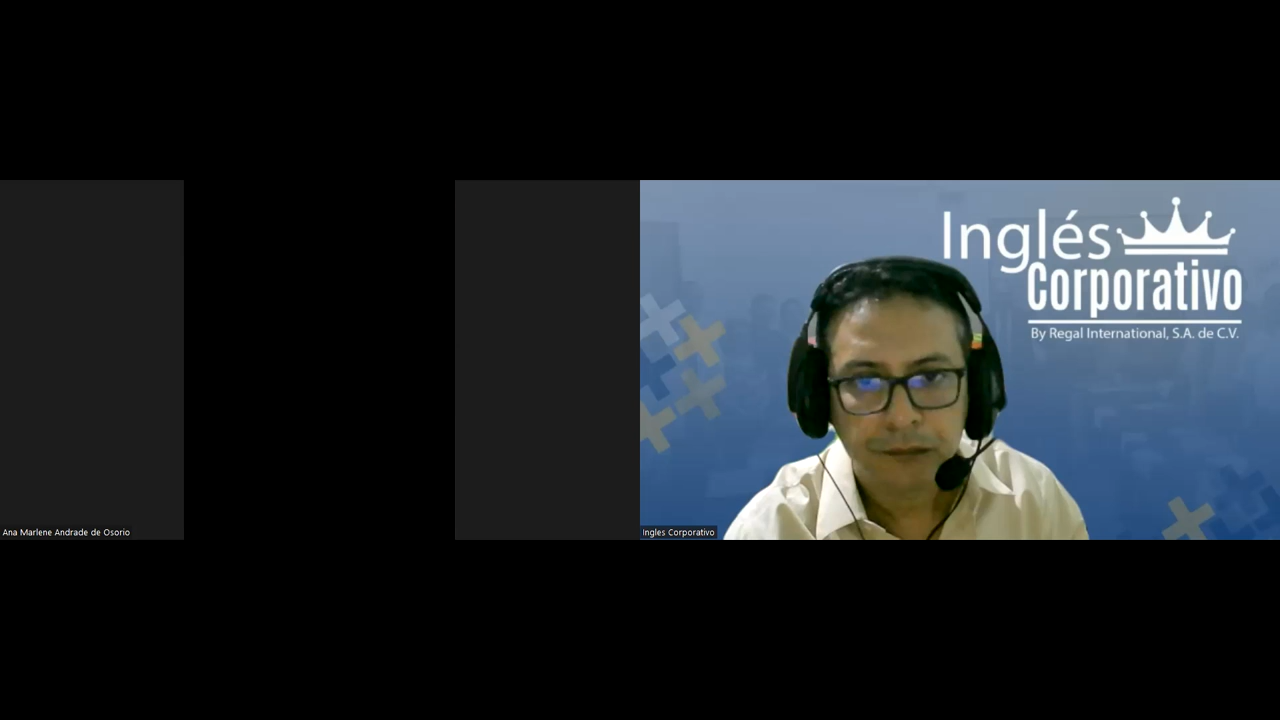 Inglés
Corporativo
By Regal International, S.A. de C.V.
Ana Marlene Andrade de Osorio
Ingles Corporativo